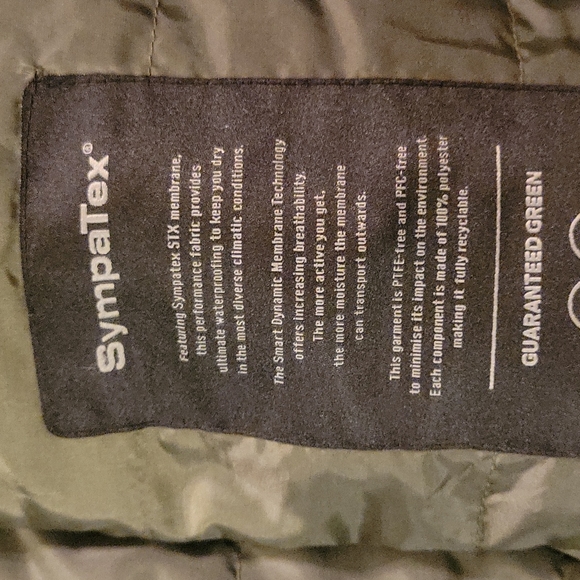 SympaTex®
Featuring Sympatex STX membrane,
this performance fabric provides
ultimate waterproofing to keep you dry
in the most diverse climatic conditions.
The Smart Dynamic Membrane Technology
offers increasing breathability.
The more active you get,
the more moisture the membrane
can transport outwards.
This garment is PTFE-free and PFC-free
to minimise its impact on the environment.
Each component is made of 100% polyester
making it fully recyclable.
GUARANTEED GREEN